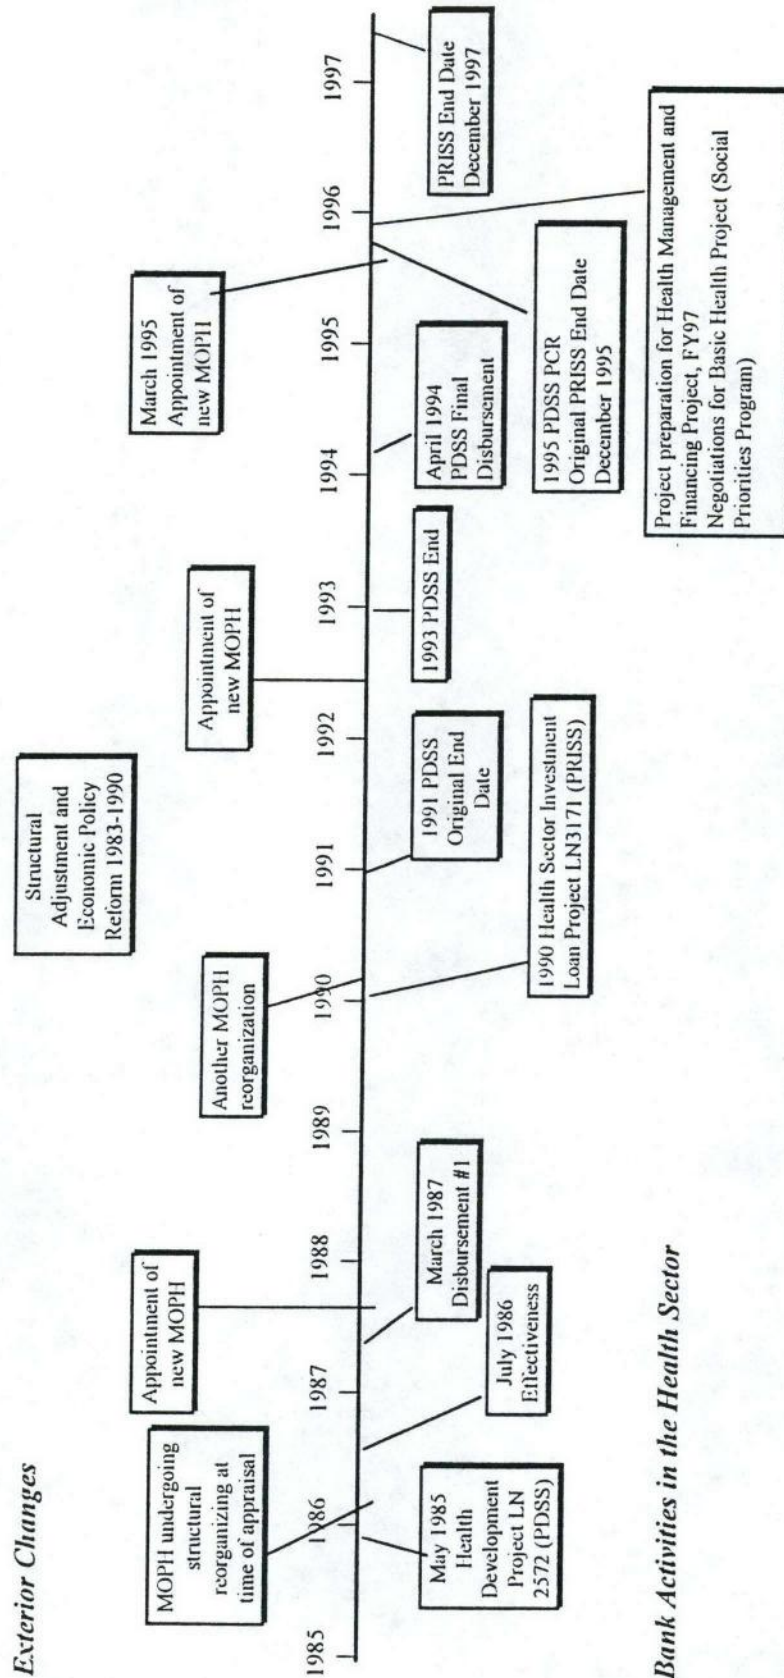 Exterior Changes
Structural
Adjustment and
Economic Policy
Reform 1983-1990
MOPH undergoing
structural
reorganizing at
time of appraisal
Appointment of
new MOPH
Another MOPH
reorganization
Appointment of
new MOPH
March 1995
Appointment of
new MOPH
1985
1986
1987
1988
1989
1990
1991
1992
1993
1994
1995
1996
1997
May 1985
Health
Development
Project LN
2572 (PDSS)
July 1986
Effectiveness
March 1987
Disbursement #1
1990 Health Sector Investment
Loan Project LN3171 (PRISS)
1991 PDSS
Original End
Date
1993 PDSS End
April 1994
PDSS Final
Disbursement
1995 PDSS PCR
Original PRISS End Date
December 1995
PRISS End Date
December 1997
Project preparation for Health Management and
Financing Project, FY97
Negotiations for Basic Health Project (Social
Priorities Program)
Bank Activities in the Health Sector